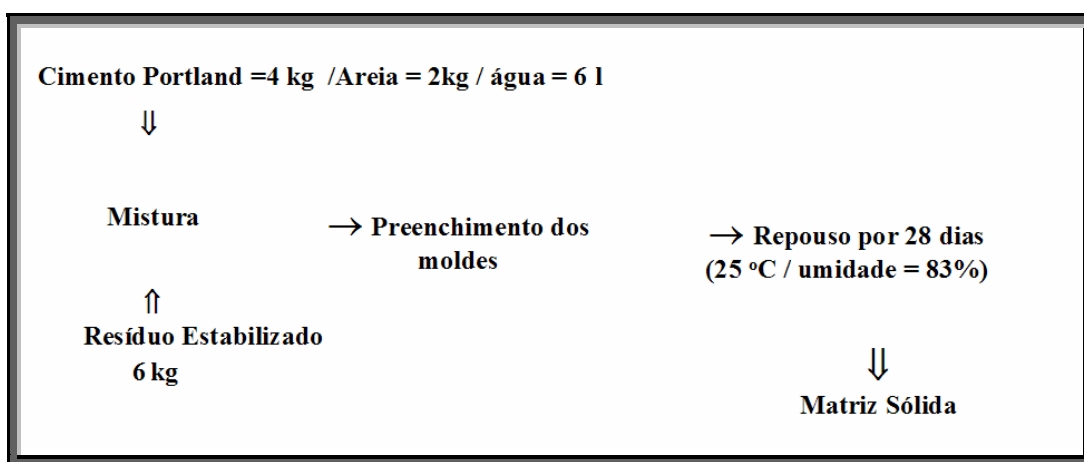 Cimento Portland =4 kg /Areia = 2kg / água = 6 l
⇓
Mistura
→ Preenchimento dos
moldes
→ Repouso por 28 dias
(25 ºC / umidade = 83%)
⇑
Resíduo Estabilizado
6 kg
⇓
Matriz Sólida